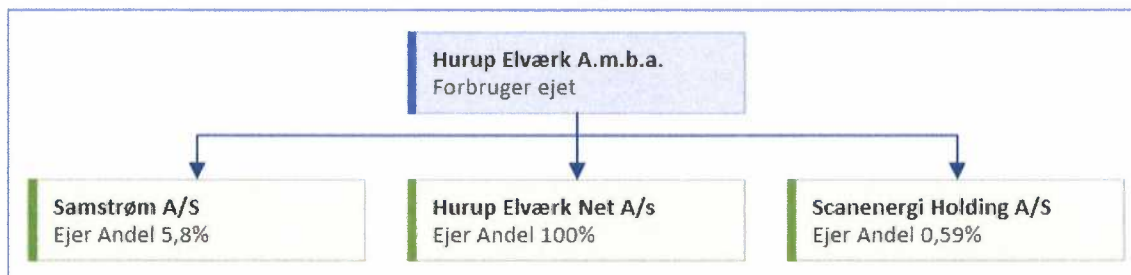 Hurup Elværk A.m.b.a.
Forbruger ejet
Samstrøm A/S
Ejer Andel 5,8%
Hurup Elværk Net A/s
Ejer Andel 100%
Scanenergi Holding A/S
Ejer Andel 0,59%